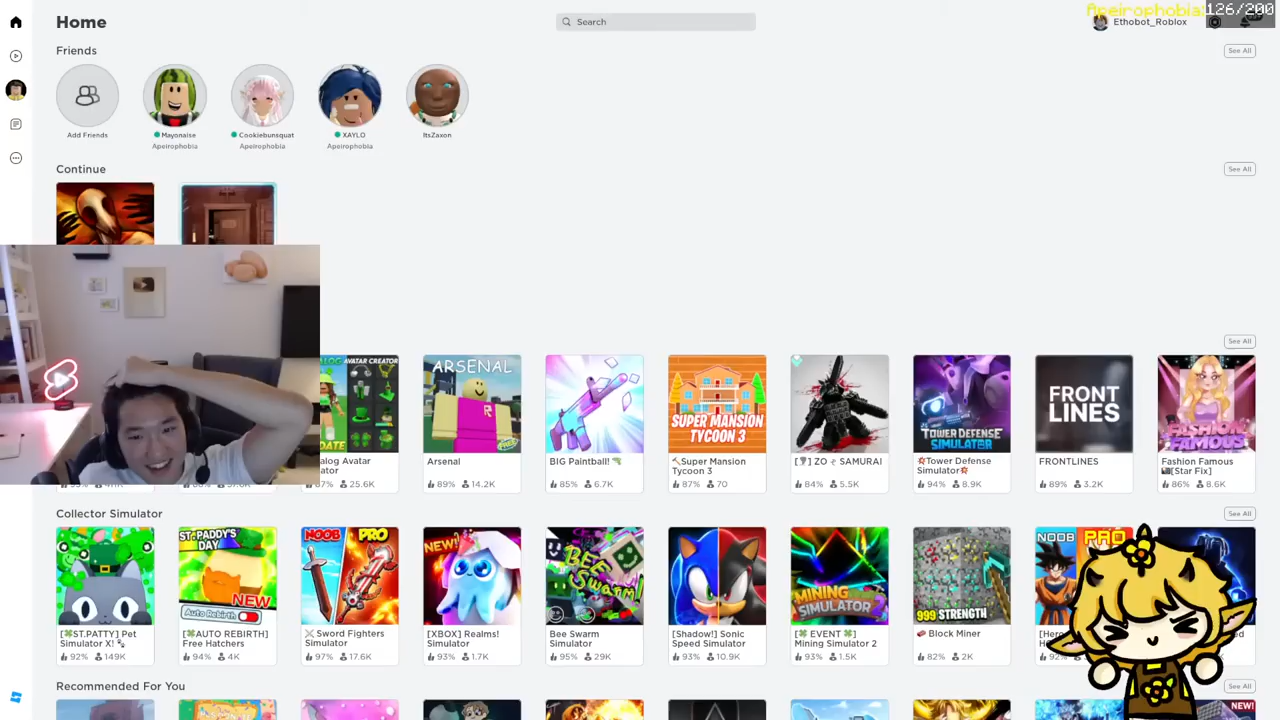 Home
Search
Apeirophobia:
126/200
Ethobot_Roblox
Friends
See All
Add Friends
Mayonaise
Apeirophobia
Cookiebunsquat
Apeirophobia
XAYLO
Apeirophobia
ItsZaxon
Continue
See All
See All
AVATAR CREATOR
ARSENAL
SUPER MANSION
TYCOON 3
TOWER DEFENSE
SIMULATOR
FRONT
LINES
FASHION
FAMOUS
Avatar
Arsenal
BIG Paintball!
Super Mansion
Tycoon 3
SAMURAI
Tower Defense
Simulator
FRONTLINES
Fashion Famous
[Star Fix]
87% 25.6K
89% 14.2K
85% 6.7K
87% 70
84% 5.5K
94% 8.9K
89% 3.2K
86% 8.6K
Collector Simulator
See All
ST.PADDY'S
DAY
NEW
Auto Rebirth
NOOB PRO
NEW!
BEE
Swarm!
MINING
SIMULATOR 2
999 STRENGTH
NOOB PRO
[🍀ST.PATTY] Pet
Simulator X!
[🍀AUTO REBIRTH]
Free Hatchers
Sword Fighters
Simulator
[XBOX] Realms!
Simulator
Bee Swarm
Simulator
[Shadow!] Sonic
Speed Simulator
[🍀 EVENT 🍀]
Mining Simulator 2
Block Miner
92% 149K
94% 4K
97% 17.6K
93% 1.7K
95% 29K
93% 10.9K
93% 1.5K
82% 2K
92%
Recommended For You
See All
NEW!